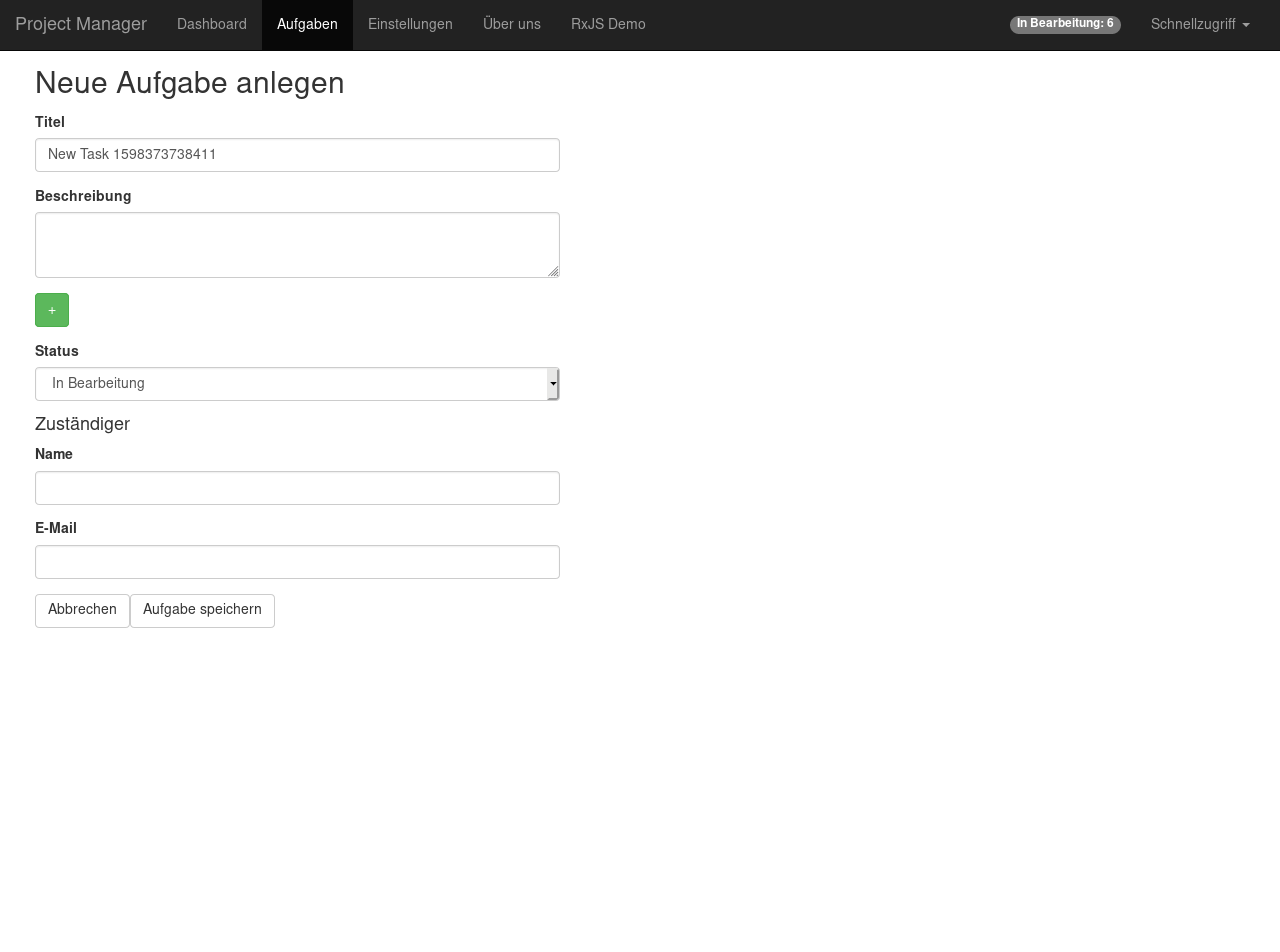 Project Manager Dashboard Aufgaben Einstellungen Über uns RxJS Demo In Bearbeitung: 6 Schnellzugriff
Neue Aufgabe anlegen
Titel
New Task 1598373738411
Beschreibung
+
Status
In Bearbeitung
Zuständiger
Name
E-Mail
Abbrechen Aufgabe speichern